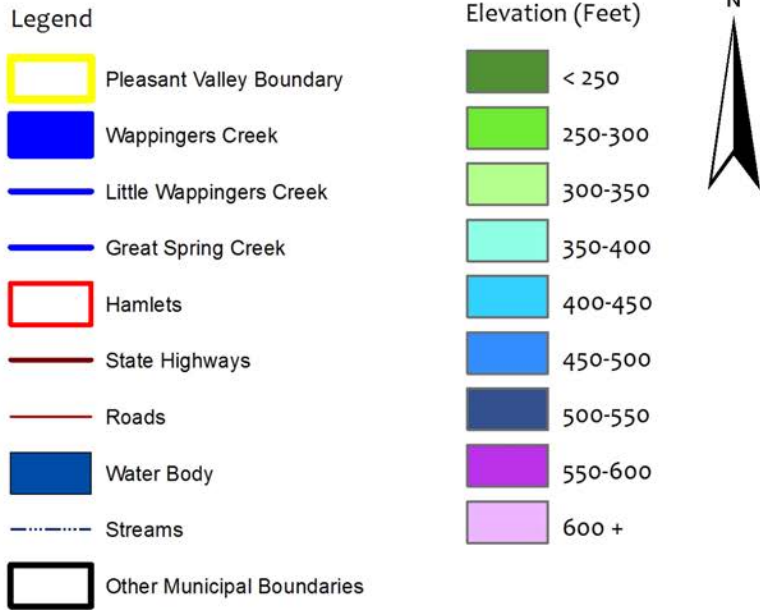 Legend
Pleasant Valley Boundary
Wappingers Creek
Little Wappingers Creek
Great Spring Creek
Hamlets
State Highways
Roads
Water Body
Streams
Other Municipal Boundaries
Elevation (Feet)
< 250
250-300
300-350
350-400
400-450
450-500
500-550
550-600
600 +
N